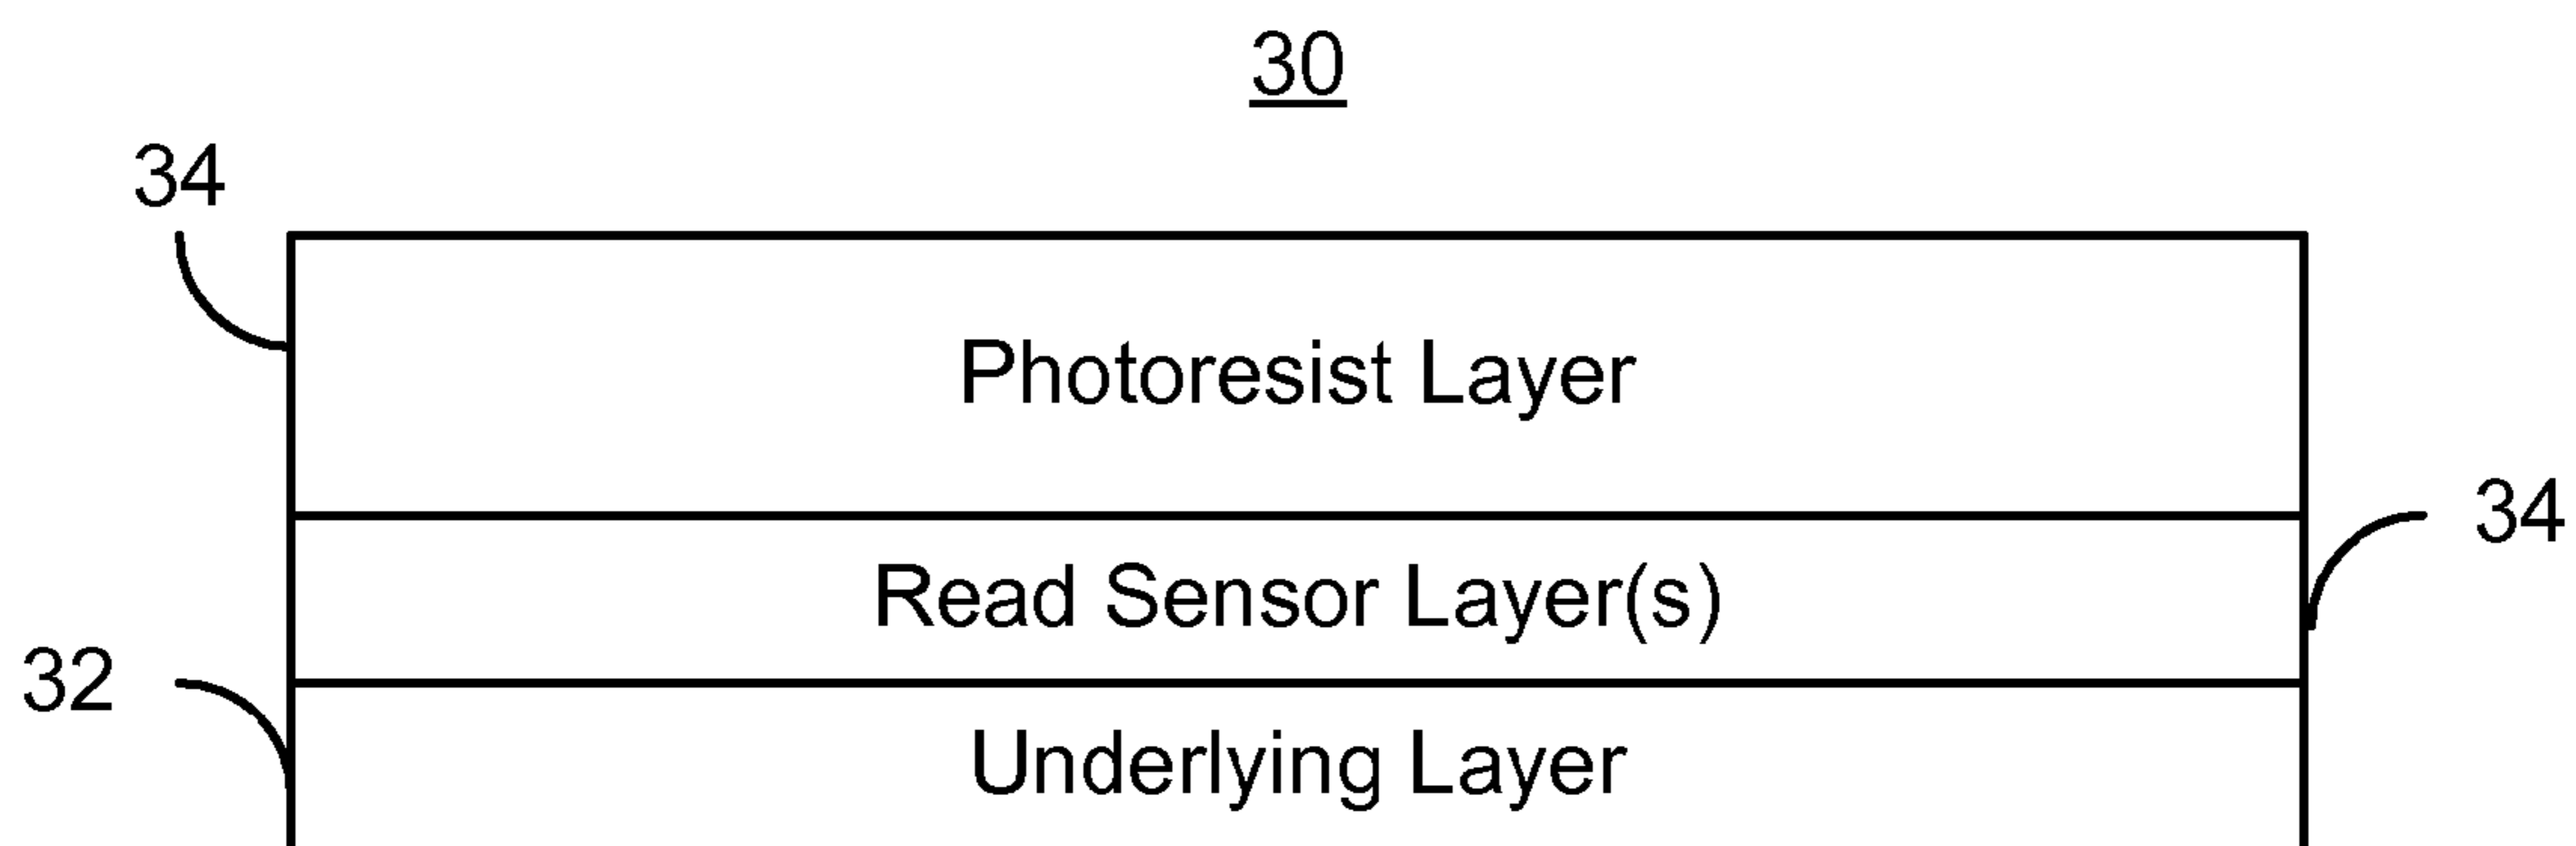 30
34
Photoresist Layer
34
Read Sensor Layer(s)
32
Underlying Layer